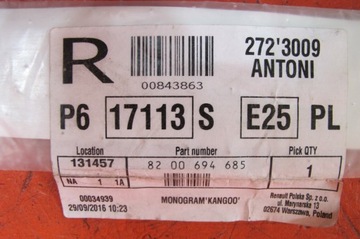 R
272'3009
ANTONI
00843863
P6 17113 S E25 PL
Location Part number Pick QTY
131457 82 00 694 685 1
NA 1 1A
00034939
29/09/2016 10:23
MONOGRAM'KANGOO'
Renault Polska Sp. z o.o.
ul. Marynarska 13
02674 Warszawa, Poland